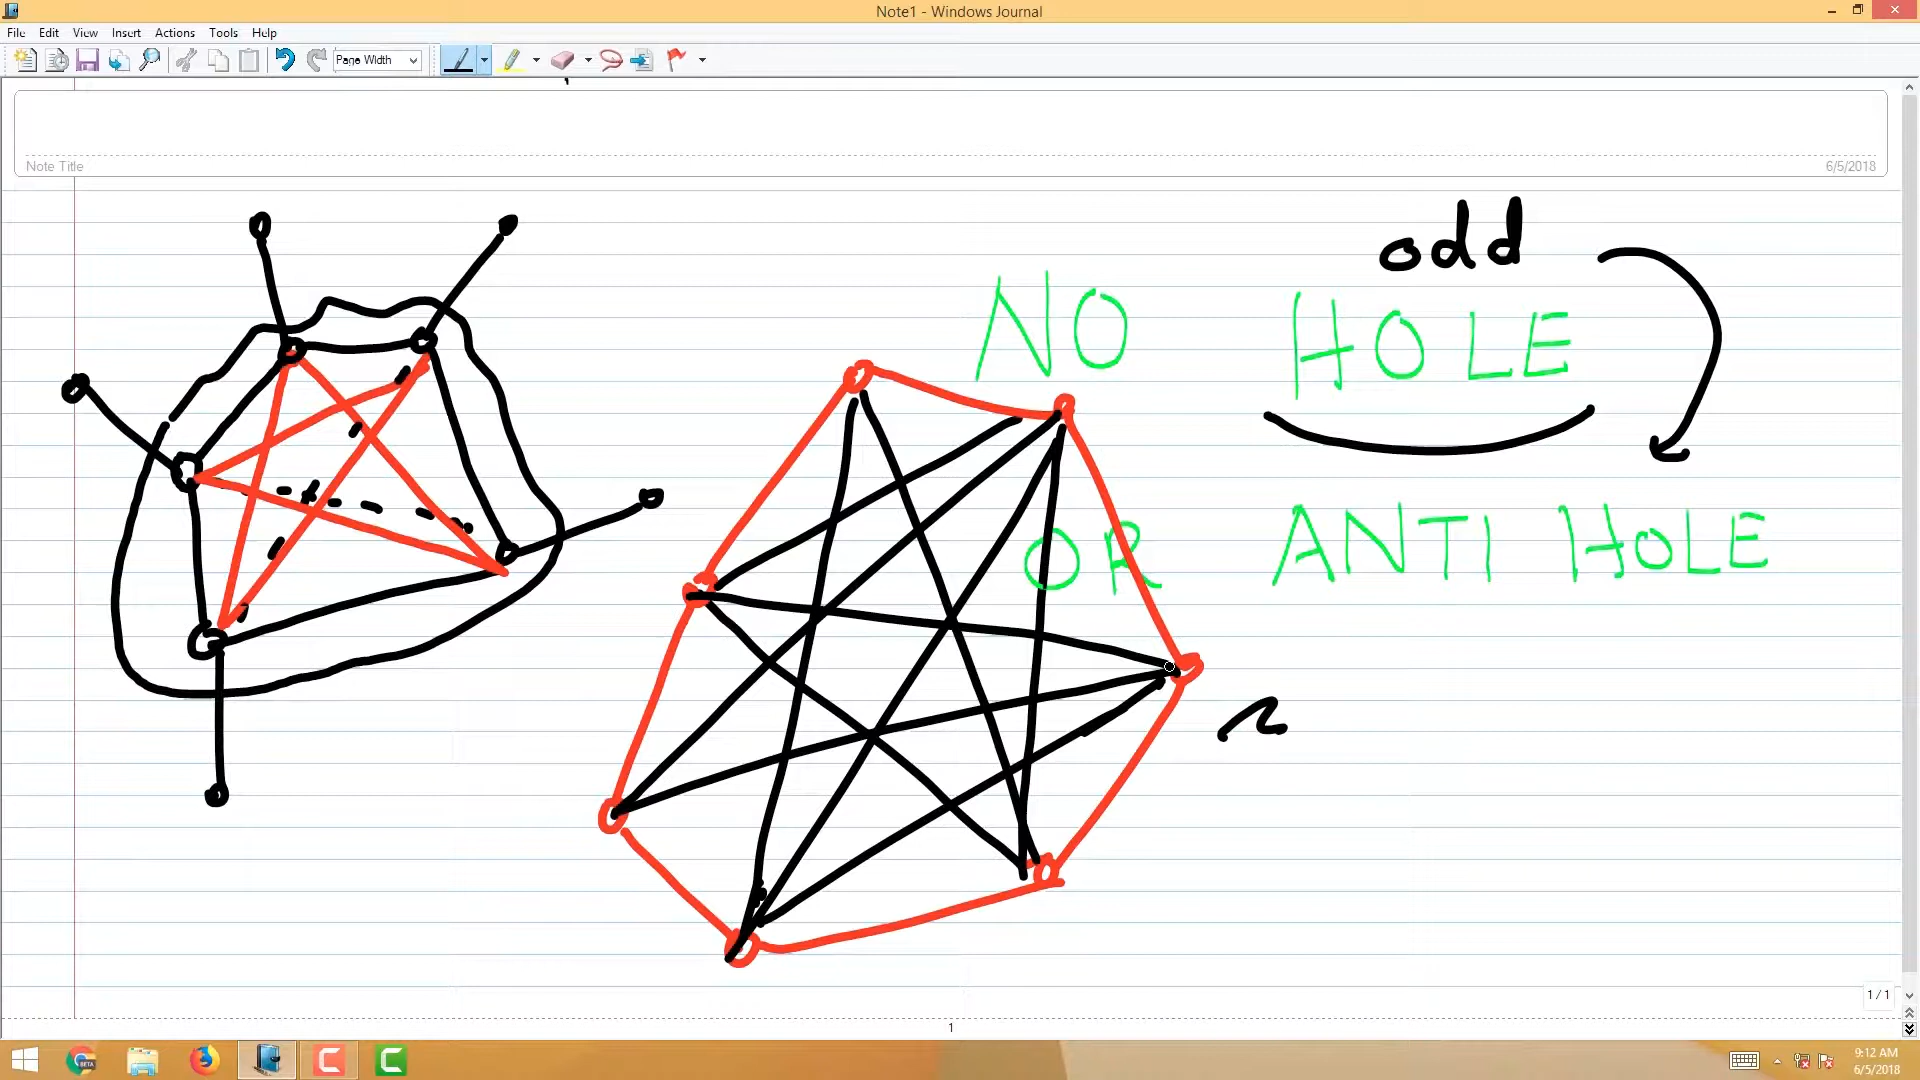 Note1 - Windows Journal
File Edit View Insert Actions Tools Help
Page Width
Note Title
6/5/2018
odd
NO HOLE
OR ANTI HOLE
1 / 1
1
BETA
9:12 AM
6/5/2018